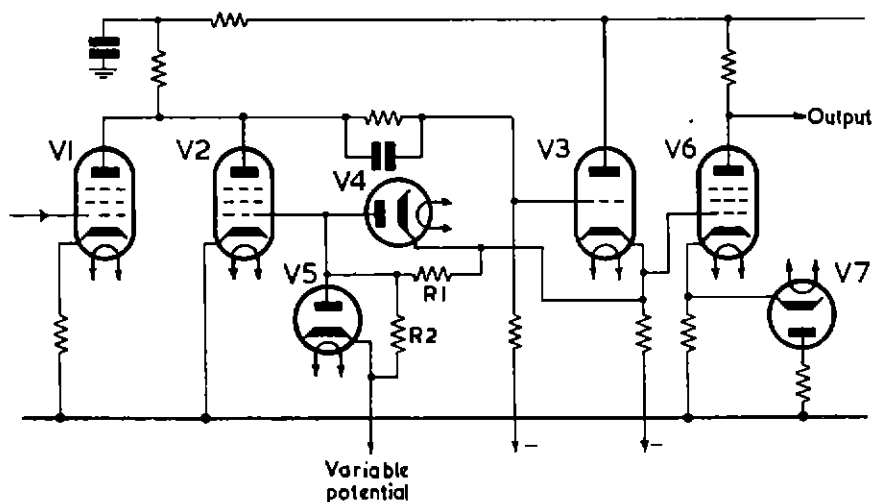 Output
V1
V2
V3
V6
V4
V5
R1
V7
R2
−
−
Variable
potential